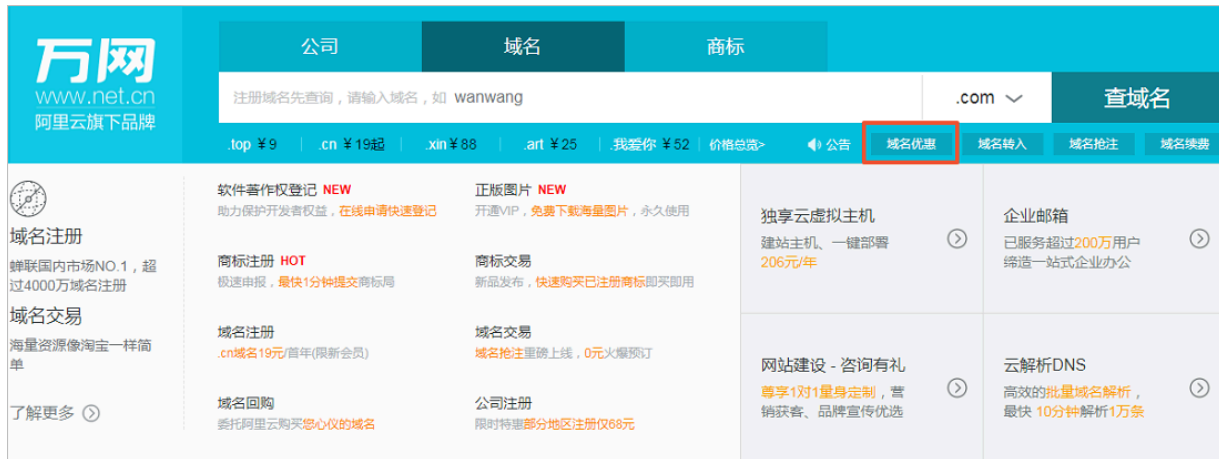 万网
www.net.cn
阿里云旗下品牌
公司
域名
商标
注册域名先查询，请输入域名，如 wanwang
.com
查域名
.top ¥9
.cn ¥19起
.xin¥88
.art ¥25
.我爱你 ¥52
价格总览>
公告
域名优惠
域名转入
域名抢注
域名续费
域名注册
蝉联国内市场NO.1，超
过4000万域名注册
域名交易
海量资源像淘宝一样简
单
了解更多
软件著作权登记 NEW
助力保护开发者权益，在线申请快速登记
正版图片 NEW
开通VIP，免费下载海量图片，永久使用
商标注册 HOT
极速申报，最快1分钟提交商标局
商标交易
新品发布，快速购买已注册商标即买即用
域名注册
.cn域名19元/首年(限新会员)
域名交易
域名抢注重磅上线，0元火爆预订
域名回购
委托阿里云购买您心仪的域名
公司注册
限时特惠部分地区注册仅68元
独享云虚拟主机
建站主机、一键部署
206元/年
企业邮箱
已服务超过200万用户
缔造一站式企业办公
网站建设 - 咨询有礼
尊享1对1量身定制，营
销获客、品牌宣传优选
云解析DNS
高效的批量域名解析，
最快 10分钟解析1万条